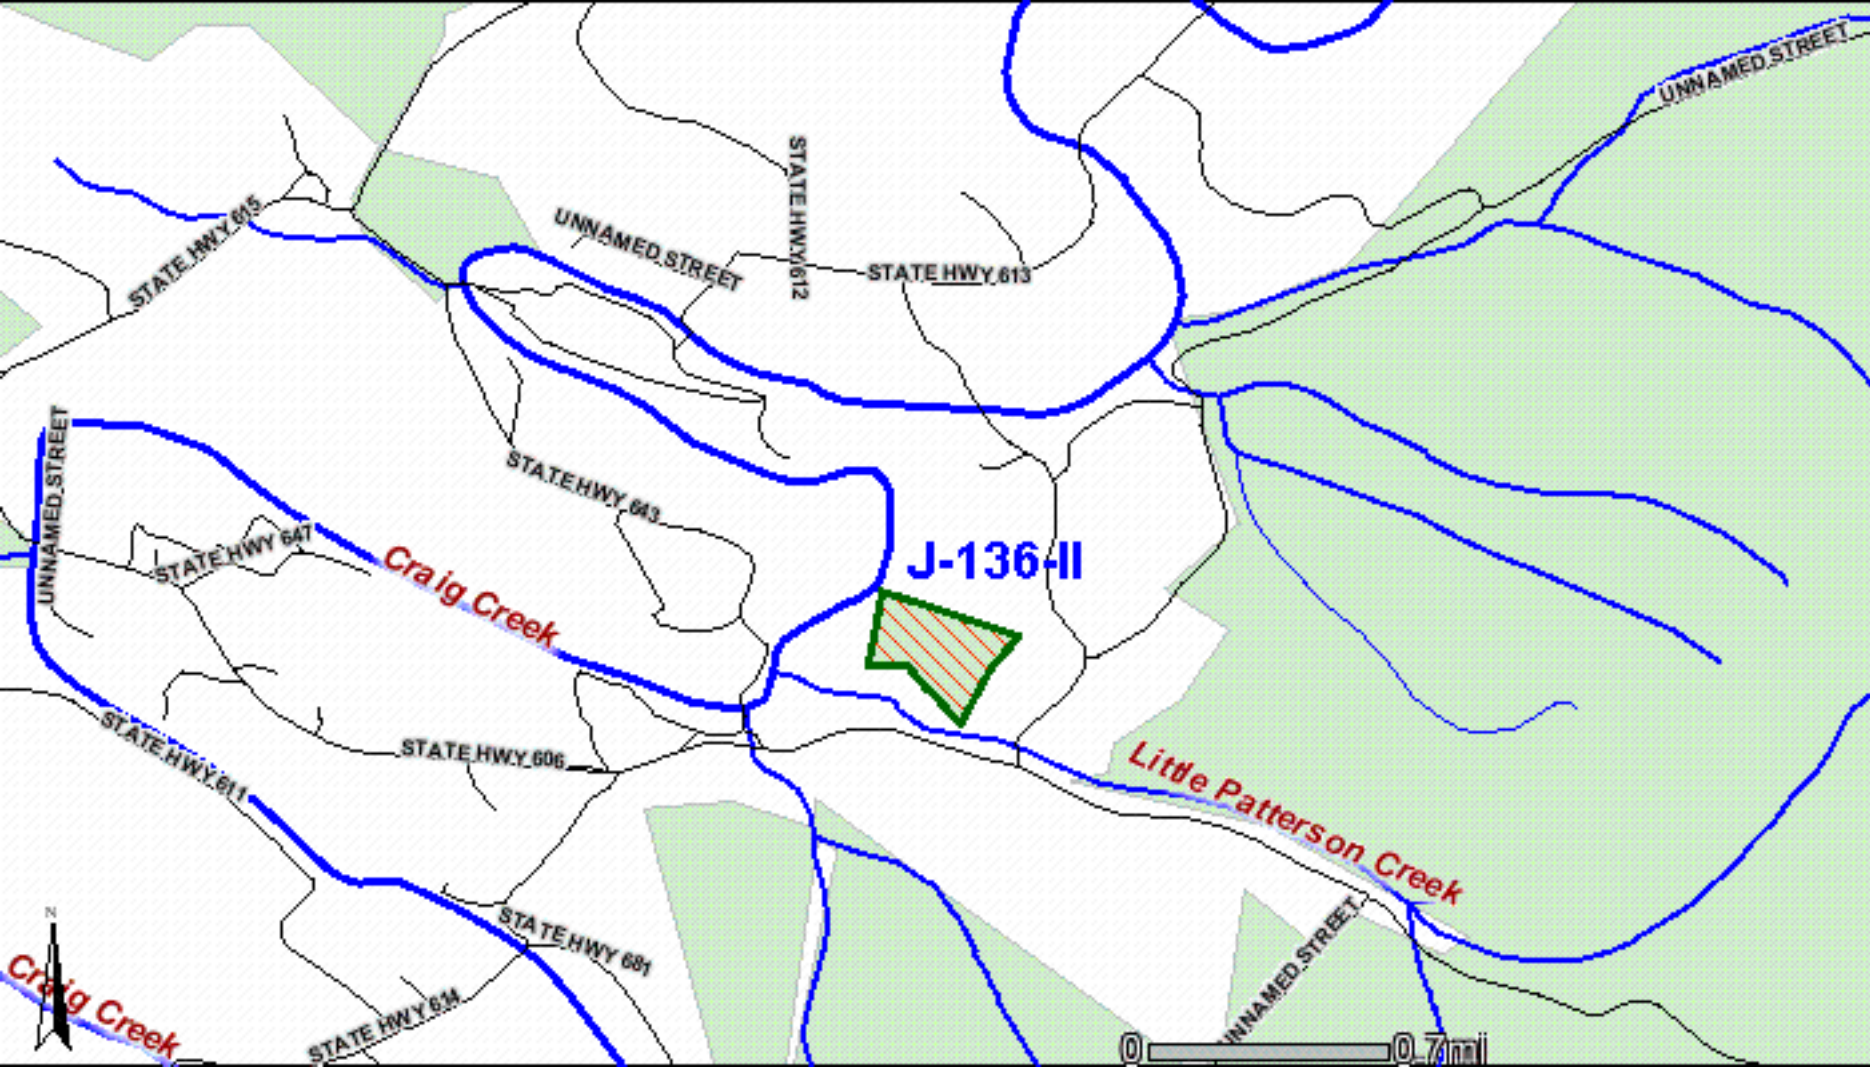 UNNAMED STREET
STATE HWY 612
STATE HWY 615
UNNAMED STREET
STATE HWY 613
UNNAMED STREET
STATE HWY 643
STATE HWY 647
Craig Creek
J-136-II
STATE HWY 611
STATE HWY 606
Little Patterson Creek
STATE HWY 681
UNNAMED STREET
N
Craig Creek
STATE HWY 614
0
0.7mi